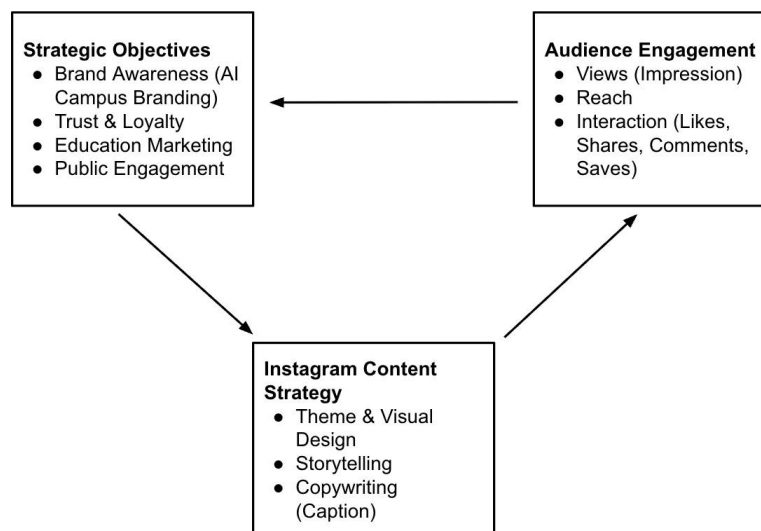 Strategic Objectives
● Brand Awareness (AI
Campus Branding)
● Trust & Loyalty
● Education Marketing
● Public Engagement
Audience Engagement
● Views (Impression)
● Reach
● Interaction (Likes,
Shares, Comments,
Saves)
Instagram Content
Strategy
● Theme & Visual
Design
● Storytelling
● Copywriting
(Caption)